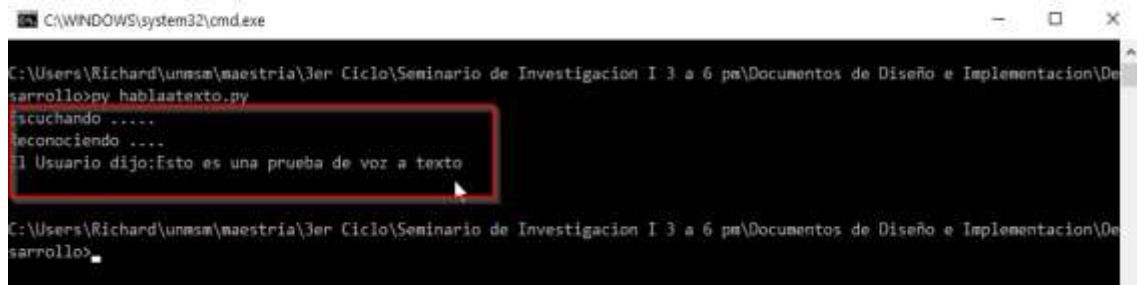 C:\WINDOWS\system32\cmd.exe
C:\Users\Richard\unmsm\maestria\3er Ciclo\Seminario de Investigacion I 3 a 6 pm\Documentos de Diseño e Implementacion\De
sarrollo>py hablaatexto.py
Escuchando .....
Reconociendo ....
El Usuario dijo:Esto es una prueba de voz a texto
C:\Users\Richard\unmsm\maestria\3er Ciclo\Seminario de Investigacion I 3 a 6 pm\Documentos de Diseño e Implementacion\De
sarrollo>